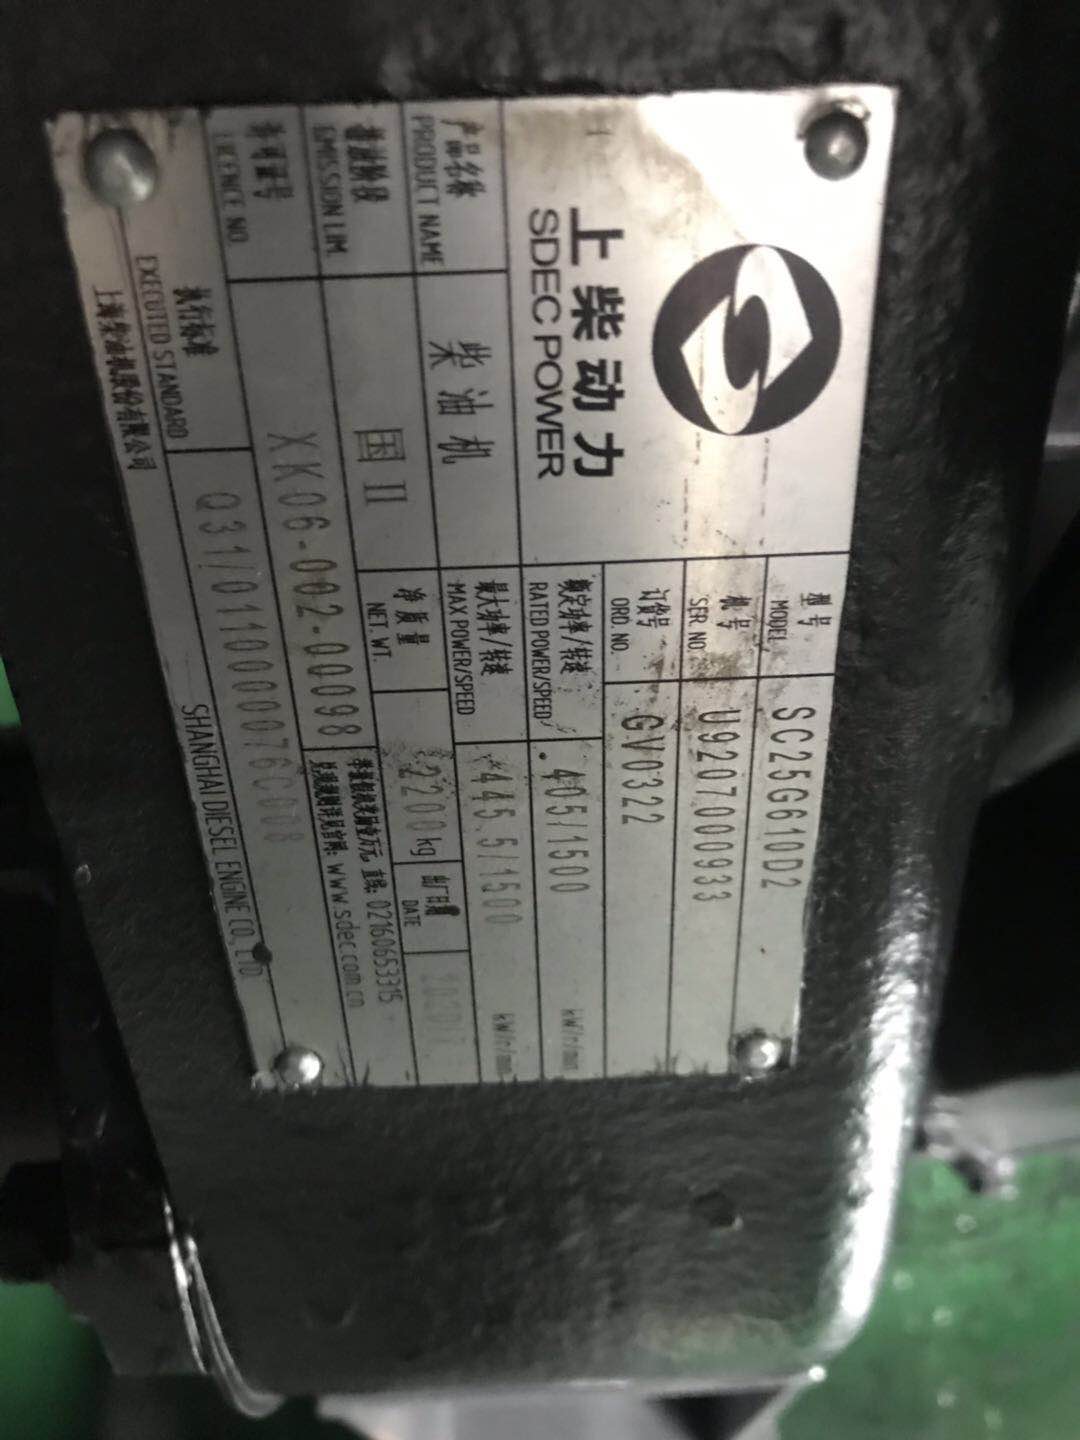 上柴动力
SDEC POWER
型号
MODEL
SC25G610D2
机号
SER. NO.
U9207000933
订货号
ORD. NO.
GV0322
产品名称
PRODUCT NAME
柴油机
额定功率/转速
RATED POWER/SPEED
405/1500
kW/r/min
排放阶段
EMISSION LIM.
国II
最大功率/转速
MAX POWER/SPEED
445.5/1500
kW/r/min
净质量
NET. WT.
2200kg
出厂日期
DATE
许可证号
LICENCE NO.
XK06-002-00098
直线: 02160653315
www.sdec.com.cn
执行标准
EXECUTED STANDARD
Q31/0110000076C008
上海柴油机股份有限公司
SHANGHAI DIESEL ENGINE CO., LTD